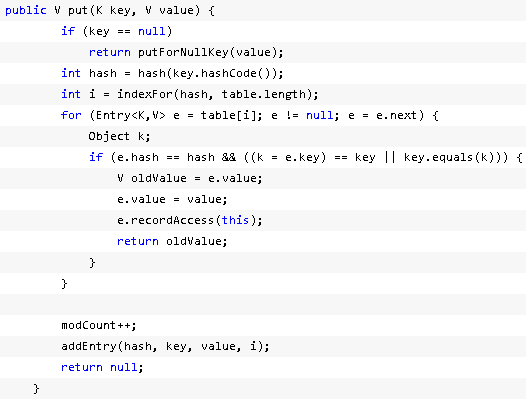 public V put(K key, V value) {
        if (key == null)
            return putForNullKey(value);
        int hash = hash(key.hashCode());
        int i = indexFor(hash, table.length);
        for (Entry<K,V> e = table[i]; e != null; e = e.next) {
            Object k;
            if (e.hash == hash && ((k = e.key) == key || key.equals(k))) {
                V oldValue = e.value;
                e.value = value;
                e.recordAccess(this);
                return oldValue;
            }
        }

        modCount++;
        addEntry(hash, key, value, i);
        return null;
    }